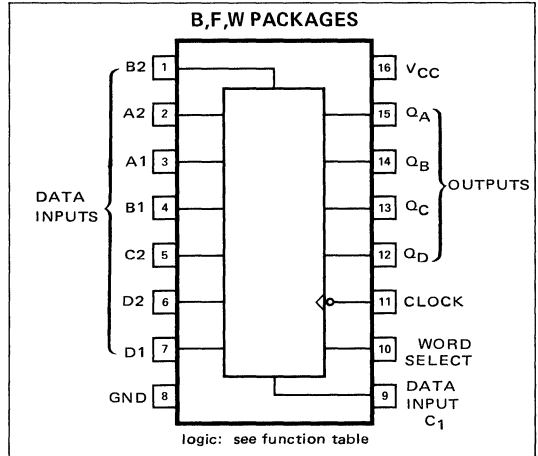 B,F,W PACKAGES
B2 1
A2 2
A1 3
B1 4
C2 5
D2 6
D1 7
GND 8
DATA
INPUTS
16 VCC
15 QA
14 QB
13 QC
12 QD
OUTPUTS
11 CLOCK
10 WORD
SELECT
9 DATA
INPUT
C1
logic: see function table